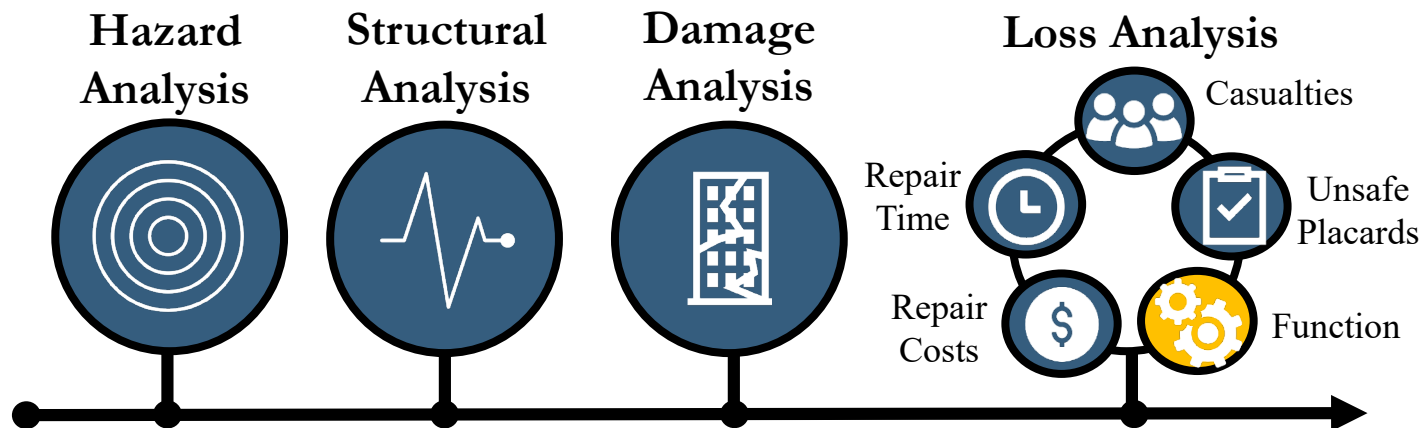 Hazard
Analysis
Structural
Analysis
Damage
Analysis
Loss Analysis
Casualties
Repair
Time
Unsafe
Placards
Repair
Costs
$
Function